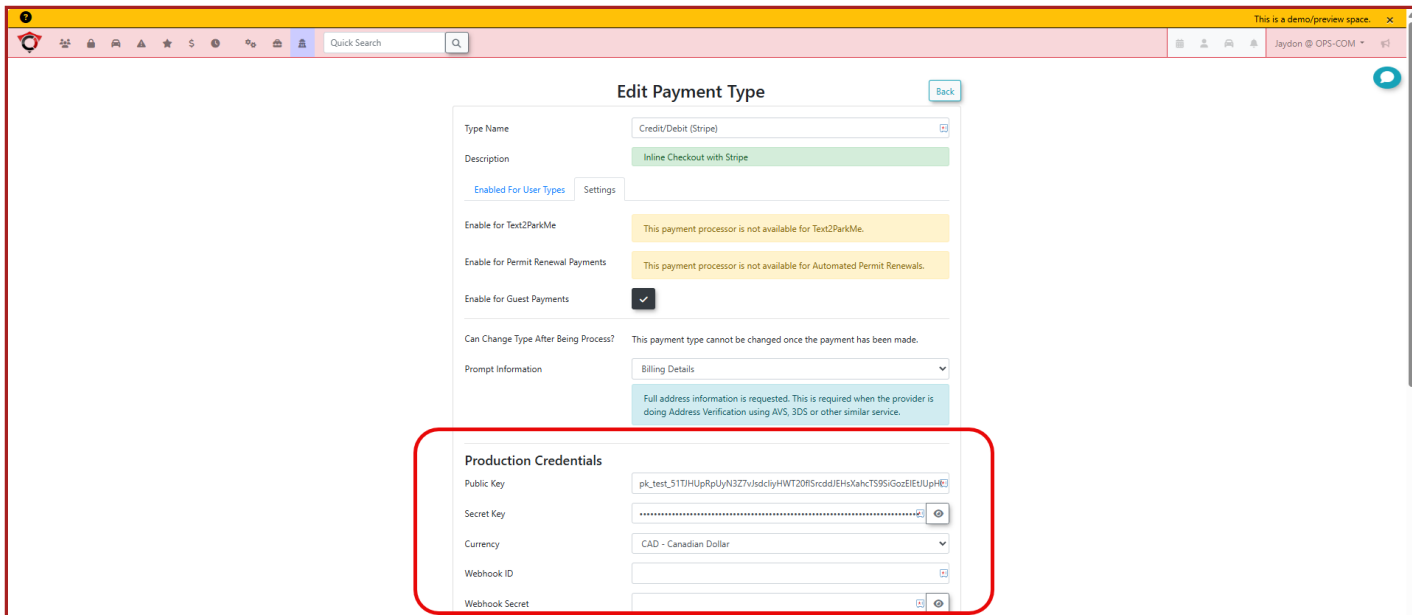 This is a demo/preview space. ×
Quick Search
Jaydon @ OPS-COM
Edit Payment Type
Back
Type Name
Credit/Debit (Stripe)
Description
Inline Checkout with Stripe
Enabled For User Types
Settings
Enable for Text2ParkMe
This payment processor is not available for Text2ParkMe.
Enable for Permit Renewal Payments
This payment processor is not available for Automated Permit Renewals.
Enable for Guest Payments
Can Change Type After Being Process?
This payment type cannot be changed once the payment has been made.
Prompt Information
Billing Details
Full address information is requested. This is required when the provider is
doing Address Verification using AVS, 3DS or other similar service.
Production Credentials
Public Key
Secret Key
Currency
CAD - Canadian Dollar
Webhook ID
Webhook Secret